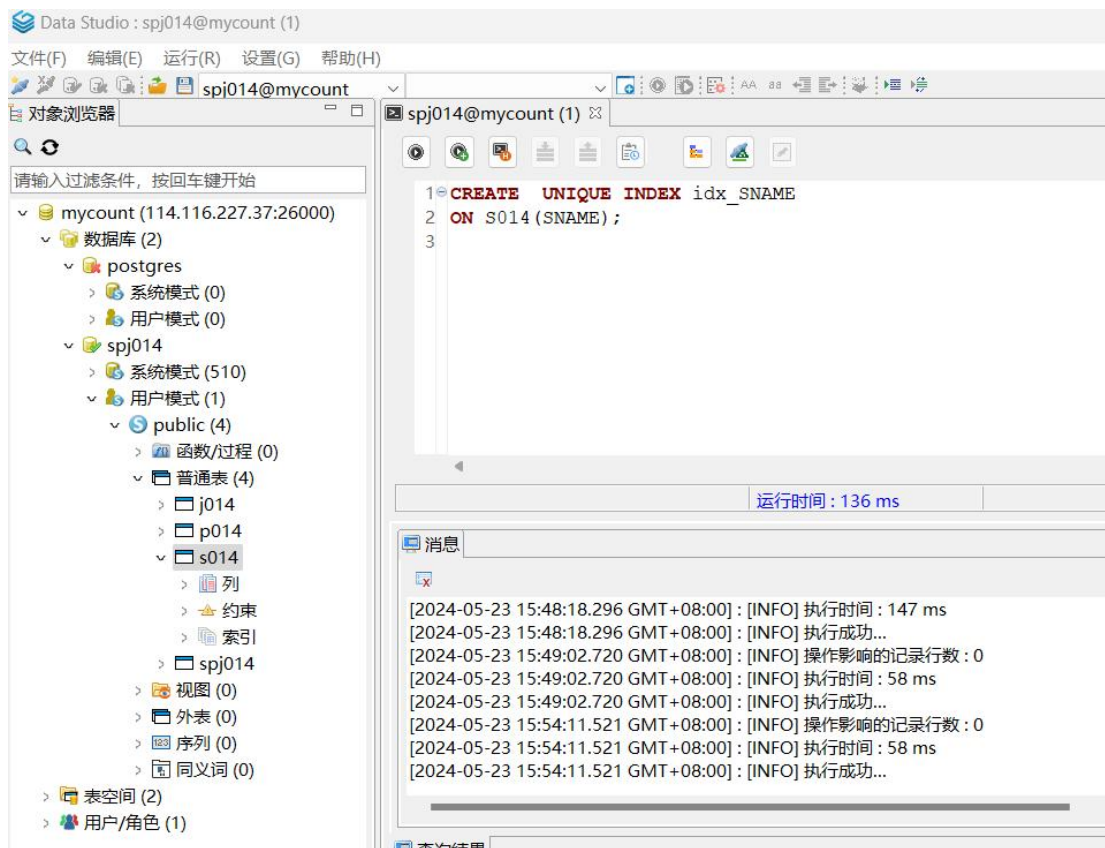 Data Studio : spj014@mycount (1)
文件(F) 编辑(E) 运行(R) 设置(G) 帮助(H)
spj014@mycount
AA aa
对象浏览器
请输入过滤条件，按回车键开始
mycount (114.116.227.37:26000)
数据库 (2)
postgres
系统模式 (0)
用户模式 (0)
spj014
系统模式 (510)
用户模式 (1)
public (4)
函数/过程 (0)
普通表 (4)
j014
p014
s014
列
约束
索引
spj014
视图 (0)
外表 (0)
序列 (0)
同义词 (0)
表空间 (2)
用户/角色 (1)
spj014@mycount (1)
1 CREATE UNIQUE INDEX idx_SNAME
2 ON S014(SNAME);
3
运行时间 : 136 ms
消息
[2024-05-23 15:48:18.296 GMT+08:00] : [INFO] 执行时间 : 147 ms
[2024-05-23 15:48:18.296 GMT+08:00] : [INFO] 执行成功...
[2024-05-23 15:49:02.720 GMT+08:00] : [INFO] 操作影响的记录行数 : 0
[2024-05-23 15:49:02.720 GMT+08:00] : [INFO] 执行时间 : 58 ms
[2024-05-23 15:49:02.720 GMT+08:00] : [INFO] 执行成功...
[2024-05-23 15:54:11.521 GMT+08:00] : [INFO] 操作影响的记录行数 : 0
[2024-05-23 15:54:11.521 GMT+08:00] : [INFO] 执行时间 : 58 ms
[2024-05-23 15:54:11.521 GMT+08:00] : [INFO] 执行成功...